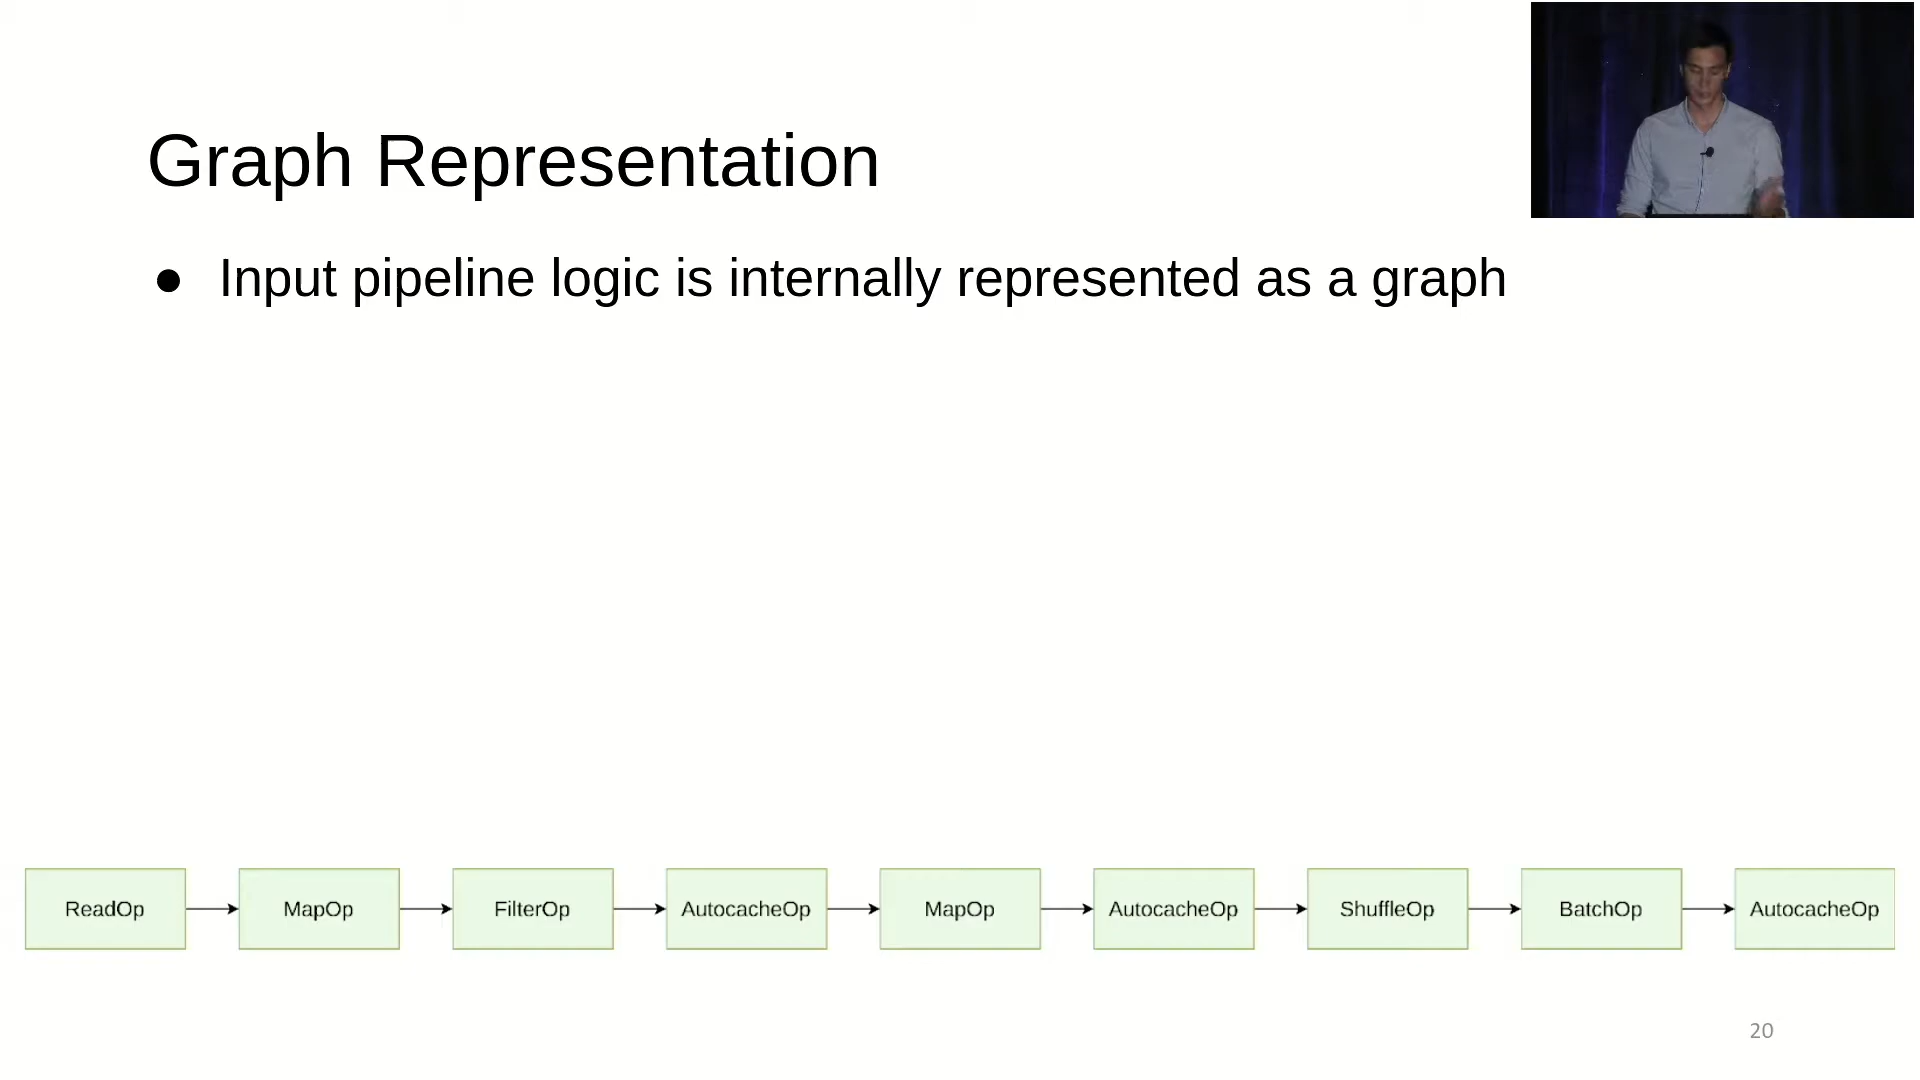 Graph Representation
● Input pipeline logic is internally represented as a graph
ReadOp MapOp FilterOp AutocacheOp MapOp AutocacheOp ShuffleOp BatchOp AutocacheOp
20